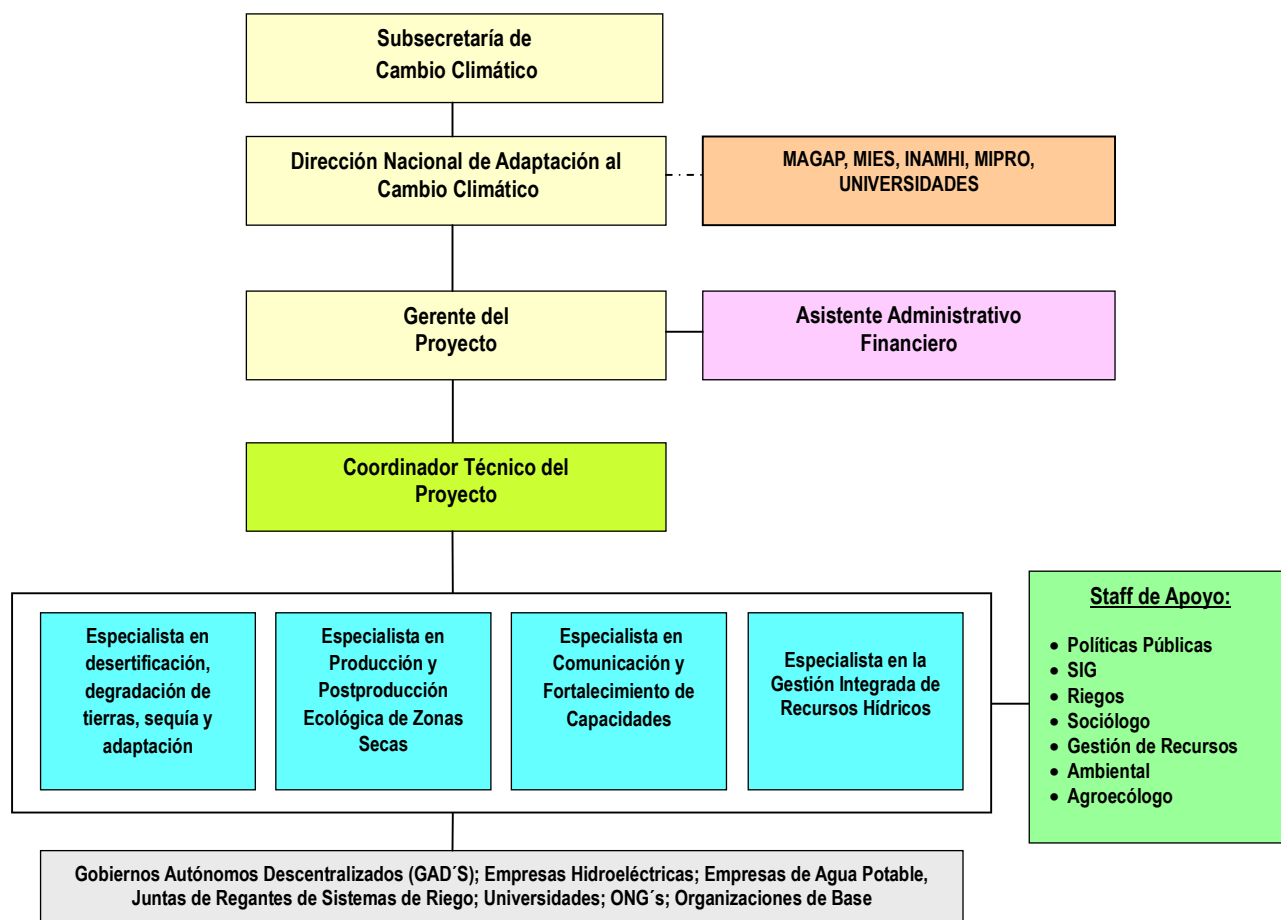 Subsecretaría de
Cambio Climático
Dirección Nacional de Adaptación al
Cambio Climático
MAGAP, MIES, INAMHI, MIPRO,
UNIVERSIDADES
Gerente del
Proyecto
Asistente Administrativo
Financiero
Coordinador Técnico del
Proyecto
Especialista en
desertificación,
degradación de
tierras, sequía y
adaptación
Especialista en
Producción y
Postproducción
Ecológica de Zonas
Secas
Especialista en
Comunicación y
Fortalecimiento de
Capacidades
Especialista en la
Gestión Integrada de
Recursos Hídricos
Staff de Apoyo:
• Políticas Públicas
• SIG
• Riegos
• Sociólogo
• Gestión de Recursos
• Ambiental
• Agroecólogo
Gobiernos Autónomos Descentralizados (GAD´S); Empresas Hidroeléctricas; Empresas de Agua Potable,
Juntas de Regantes de Sistemas de Riego; Universidades; ONG´s; Organizaciones de Base